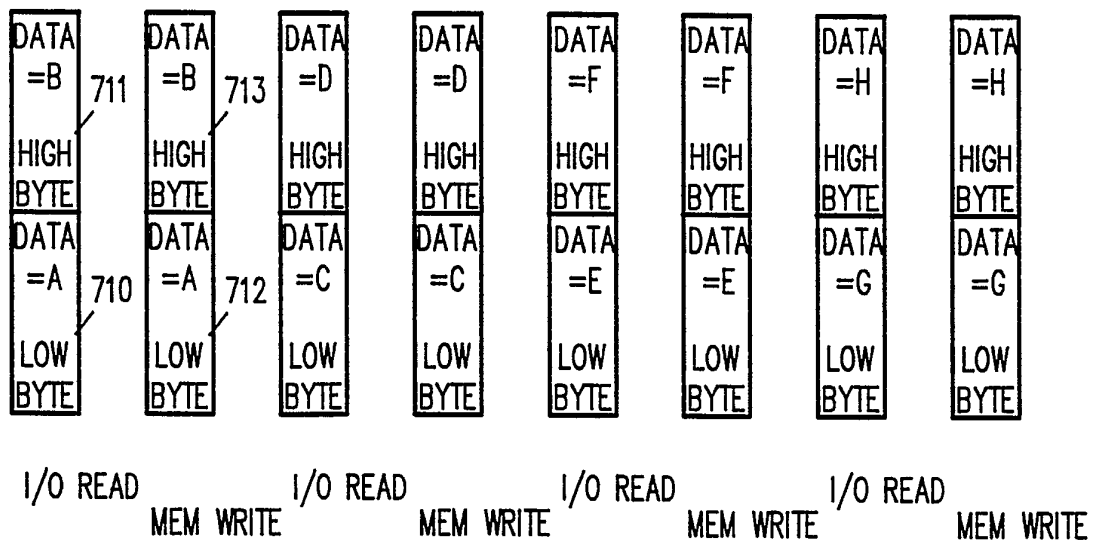 DATA DATA DATA DATA DATA DATA DATA DATA
=B 711 =B 713 =D =D =F =F =H =H
HIGH HIGH HIGH HIGH HIGH HIGH HIGH HIGH
BYTE BYTE BYTE BYTE BYTE BYTE BYTE BYTE
DATA DATA DATA DATA DATA DATA DATA DATA
=A 710 =A 712 =C =C =E =E =G =G
LOW LOW LOW LOW LOW LOW LOW LOW
BYTE BYTE BYTE BYTE BYTE BYTE BYTE BYTE
I/O READ I/O READ I/O READ I/O READ
MEM WRITE MEM WRITE MEM WRITE MEM WRITE